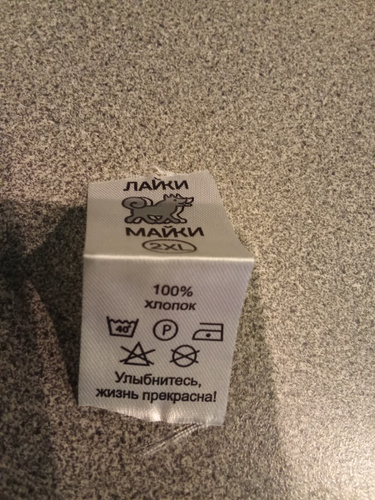 ЛАЙКИ
МАЙКИ
2XL
100%
хлопок
40° P
Улыбнитесь,
жизнь прекрасна!